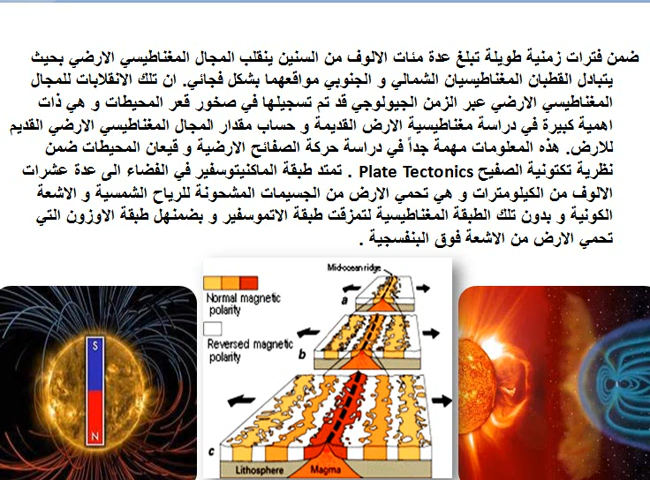 ضمن فترات زمنية طويلة تبلغ عدة مئات الالوف من السنين ينقلب المجال المغناطيسي الارضي بحيث
يتبادل القطبان المغناطيسيان الشمالي و الجنوبي مواقعهما بشكل فجائي. ان تلك الانقلابات للمجال
المغناطيسي الارضي عبر الزمن الجيولوجي قد تم تسجيلها في صخور قعر المحيطات و هي ذات
اهمية كبيرة في دراسة مغناطيسية الارض القديمة و حساب مقدار المجال المغناطيسي الارضي القديم
للارض. هذه المعلومات مهمة جداً في دراسة حركة الصفائح الارضية و قيعان المحيطات ضمن
نظرية تكتونية الصفيح Plate Tectonics . تمتد طبقة الماكنيتوسفير في الفضاء الى عدة عشرات
الالوف من الكيلومترات و هي تحمي الارض من الجسيمات المشحونة للرياح الشمسية و الاشعة
الكونية و بدون تلك الطبقة المغناطيسية لتمزقت طبقة الاتموسفير و بضمنهل طبقة الاوزون التي
تحمي الارض من الاشعة فوق البنفسجية .
Mid-ocean ridge
Normal magnetic
polarity
a
Reversed magnetic
polarity
b
c
Lithosphere
Magma
S
N